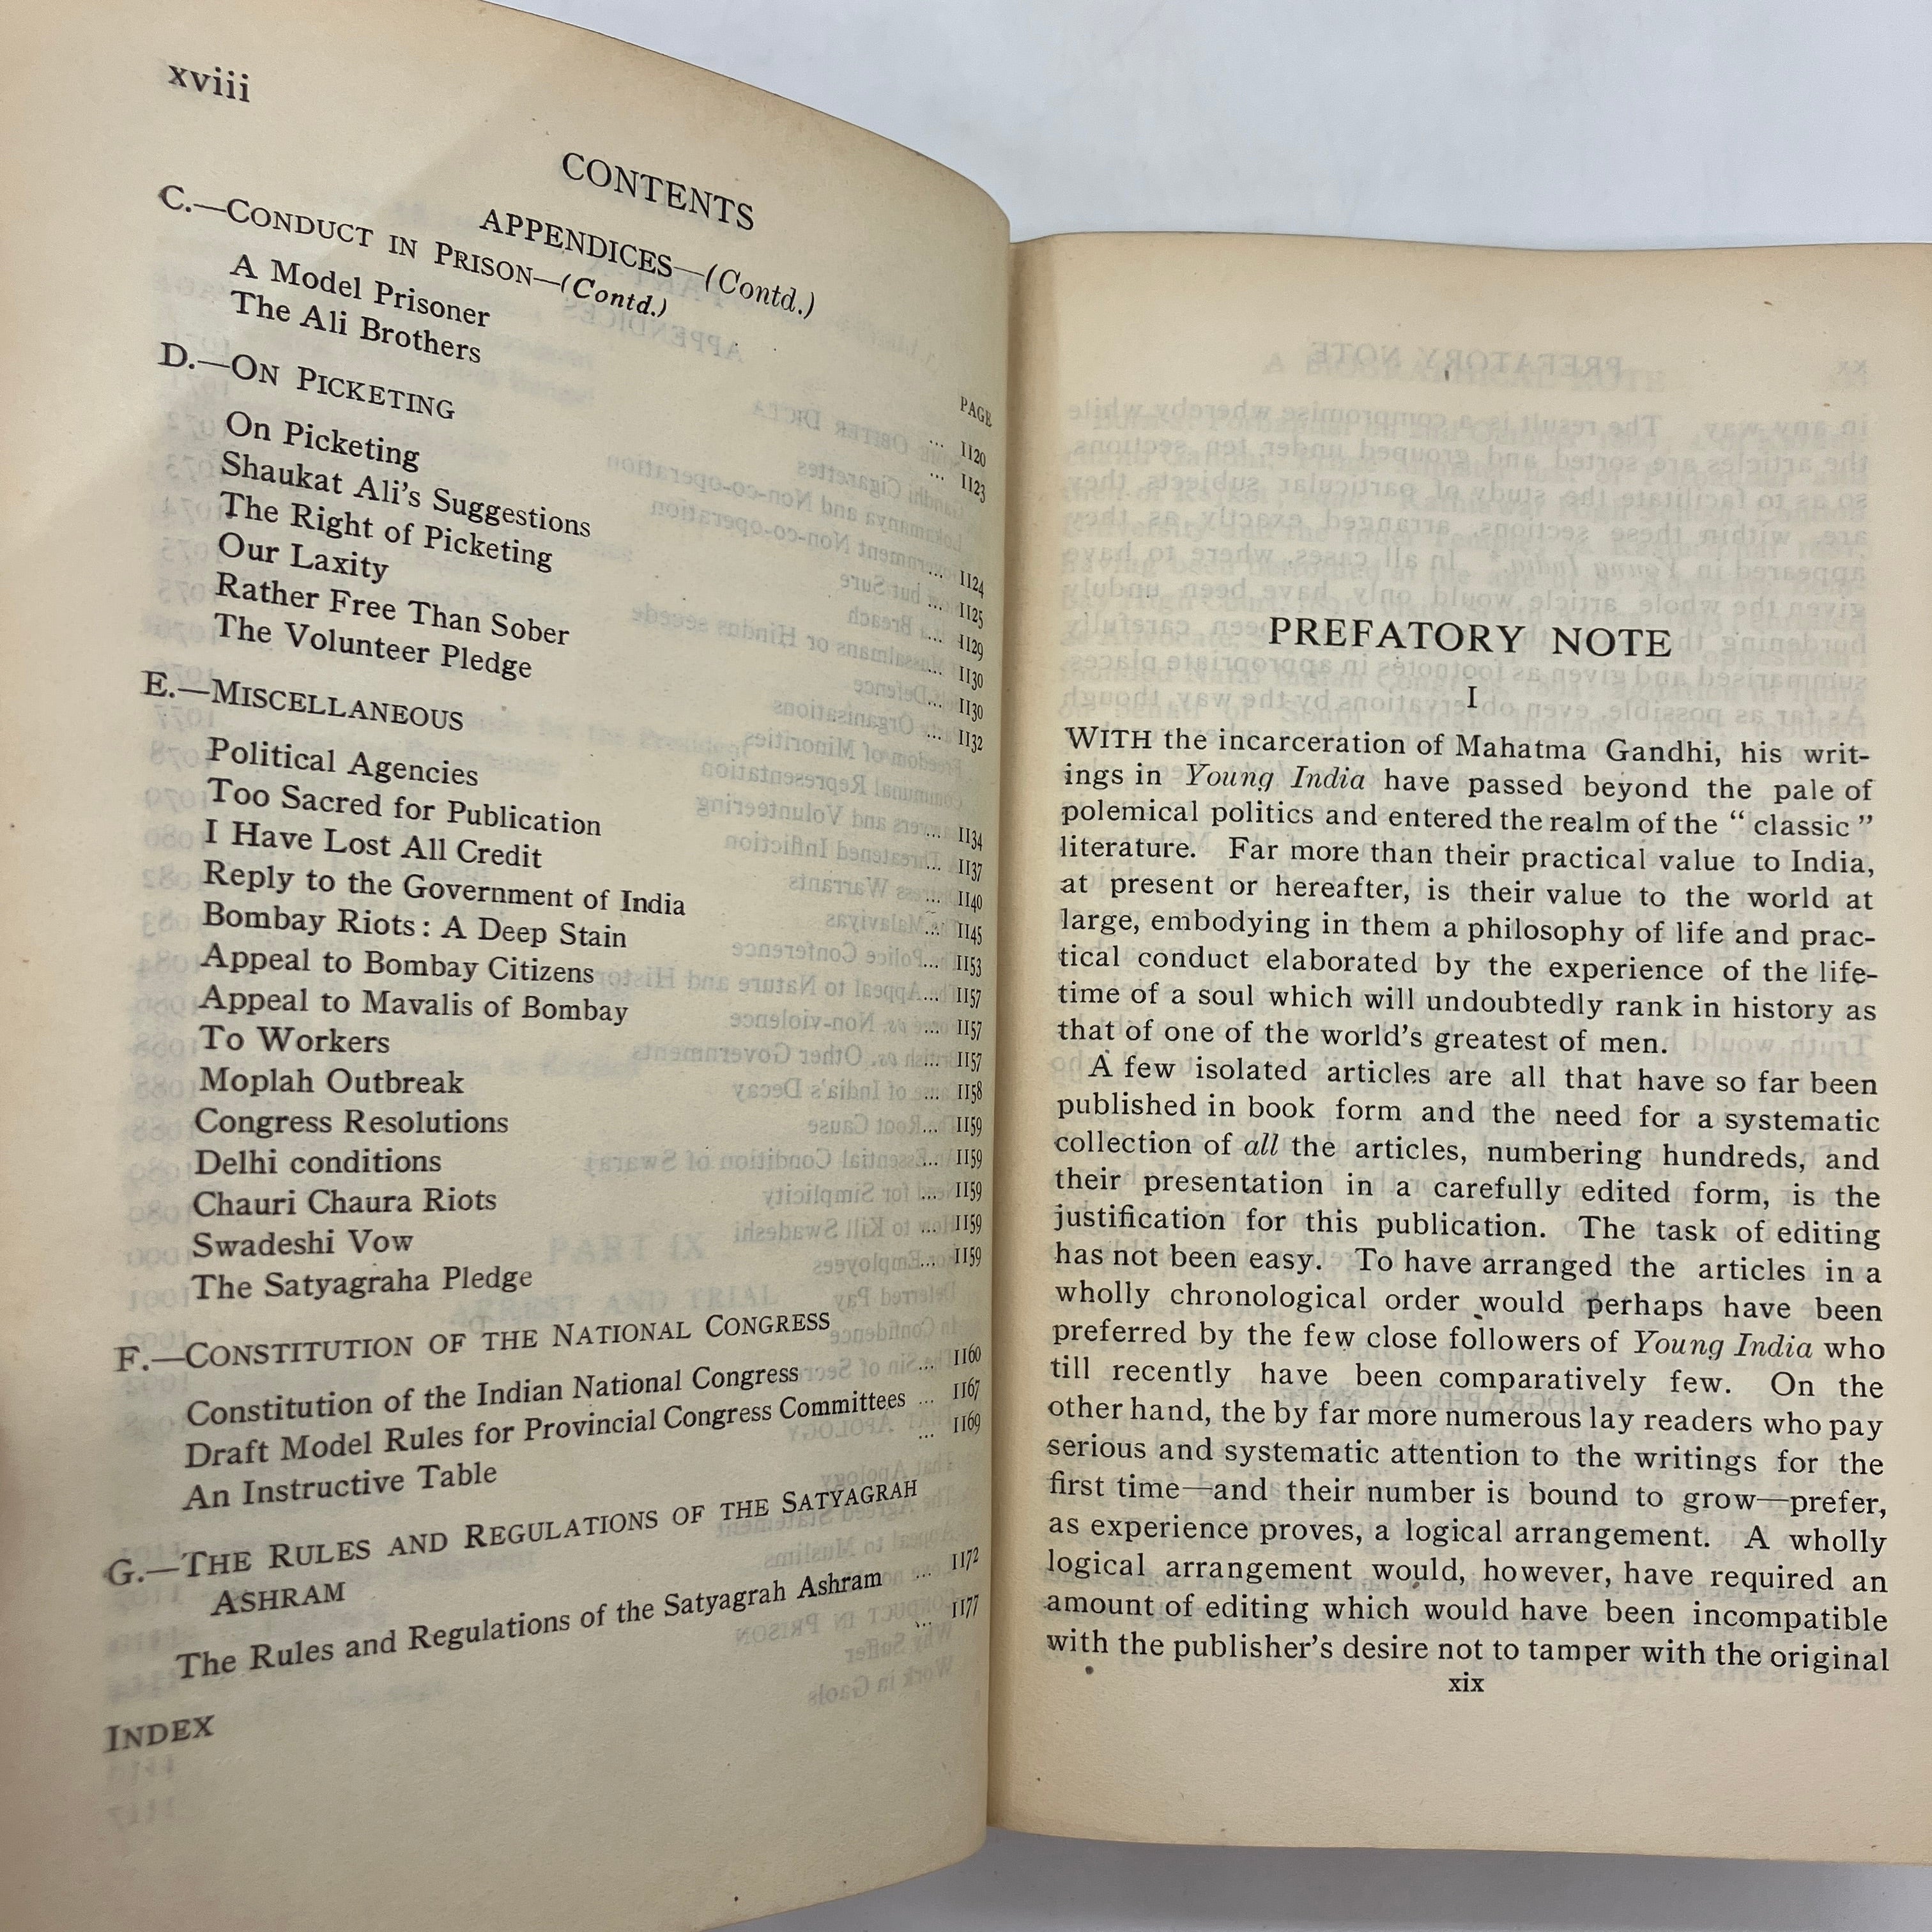 xviii
CONTENTS
APPENDICES—(Contd.)
C.—CONDUCT IN PRISON—(Contd.)
PAGE
A Model Prisoner ... 1120
The Ali Brothers ... 1123
D.—ON PICKETING
On Picketing ... 1124
Shaukat Ali's Suggestions ... 1125
The Right of Picketing ... 1129
Our Laxity ... 1130
Rather Free Than Sober ... 1130
The Volunteer Pledge ... 1132
E.—MISCELLANEOUS
Political Agencies ... 1134
Too Sacred for Publication ... 1137
I Have Lost All Credit ... 1140
Reply to the Government of India ... 1145
Bombay Riots: A Deep Stain ... 1153
Appeal to Bombay Citizens ... 1157
Appeal to Mavalis of Bombay ... 1157
To Workers ... 1157
Moplah Outbreak ... 1158
Congress Resolutions ... 1159
Delhi conditions ... 1159
Chauri Chaura Riots ... 1159
Swadeshi Vow ... 1159
The Satyagraha Pledge ... 1159
F.—CONSTITUTION OF THE NATIONAL CONGRESS
Constitution of the Indian National Congress ... 1160
Draft Model Rules for Provincial Congress Committees ... 1167
An Instructive Table ... 1169
G.—THE RULES AND REGULATIONS OF THE SATYAGRAH
ASHRAM
The Rules and Regulations of the Satyagrah Ashram ... 1172
INDEX ... 1177
PREFATORY NOTE
I
WITH the incarceration of Mahatma Gandhi, his writ-
ings in Young India have passed beyond the pale of
polemical politics and entered the realm of the “ classic ”
literature. Far more than their practical value to India,
at present or hereafter, is their value to the world at
large, embodying in them a philosophy of life and prac-
tical conduct elaborated by the experience of the life-
time of a soul which will undoubtedly rank in history as
that of one of the world's greatest of men.
A few isolated articles are all that have so far been
published in book form and the need for a systematic
collection of all the articles, numbering hundreds, and
their presentation in a carefully edited form, is the
justification for this publication. The task of editing
has not been easy. To have arranged the articles in a
wholly chronological order would perhaps have been
preferred by the few close followers of Young India who
till recently have been comparatively few. On the
other hand, the by far more numerous lay readers who pay
serious and systematic attention to the writings for the
first time—and their number is bound to grow—prefer,
as experience proves, a logical arrangement. A wholly
logical arrangement would, however, have required an
amount of editing which would have been incompatible
with the publisher's desire not to tamper with the original
xix